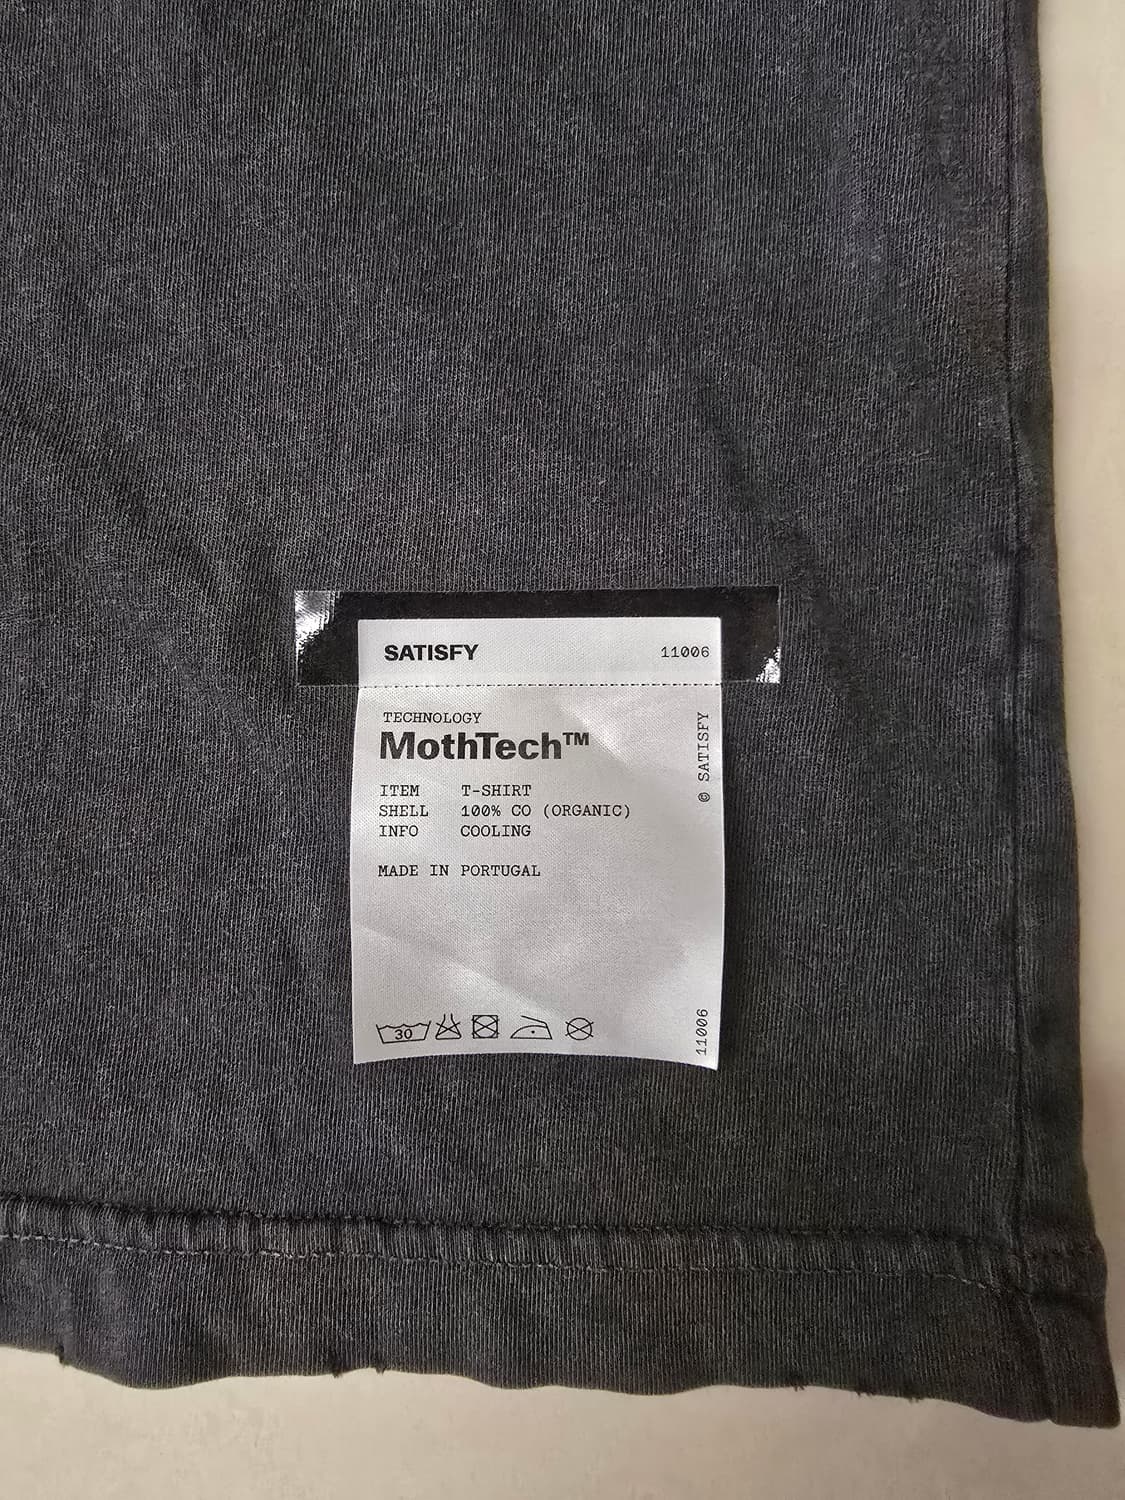 SATISFY 11006
TECHNOLOGY
MothTech™
ITEM T-SHIRT
SHELL 100% CO (ORGANIC)
INFO COOLING
MADE IN PORTUGAL
30
© SATISFY
11006